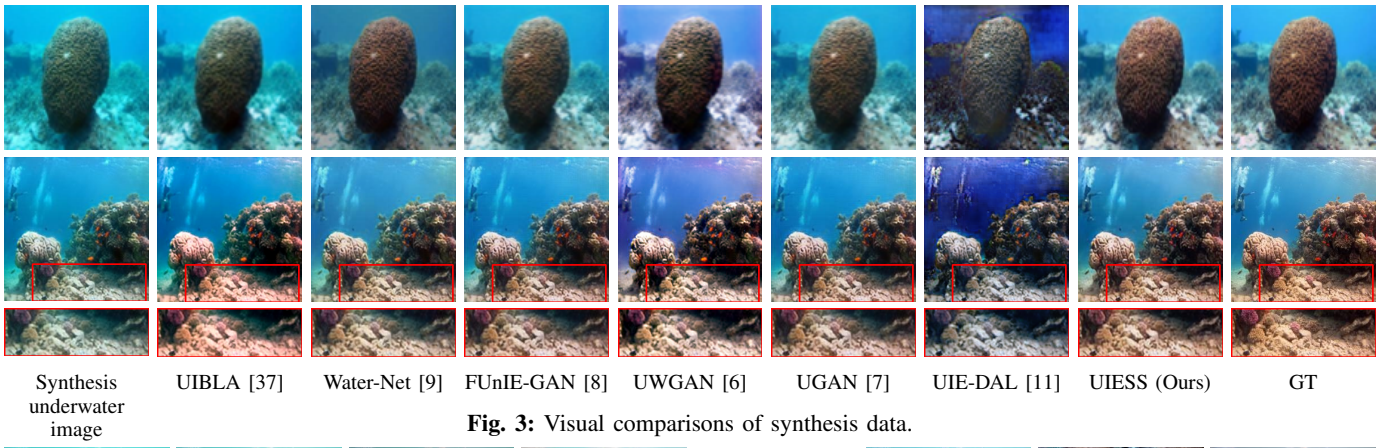 Synthesis underwater image
UIBLA [37]
Water-Net [9]
FUnIE-GAN [8]
UWGAN [6]
UGAN [7]
UIE-DAL [11]
UIESS (Ours)
GT
Fig. 3: Visual comparisons of synthesis data.